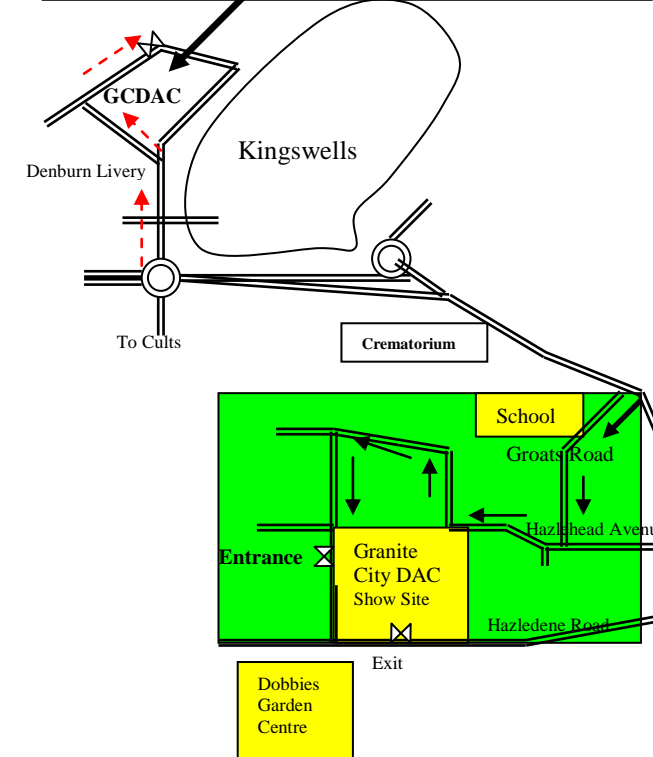 GCDAC
Kingswells
Denburn Livery
To Cults
Crematorium
School
Groats Road
Hazlehead Avenu
Entrance
Granite
City DAC
Show Site
Hazledene Road
Exit
Dobbies
Garden
Centre